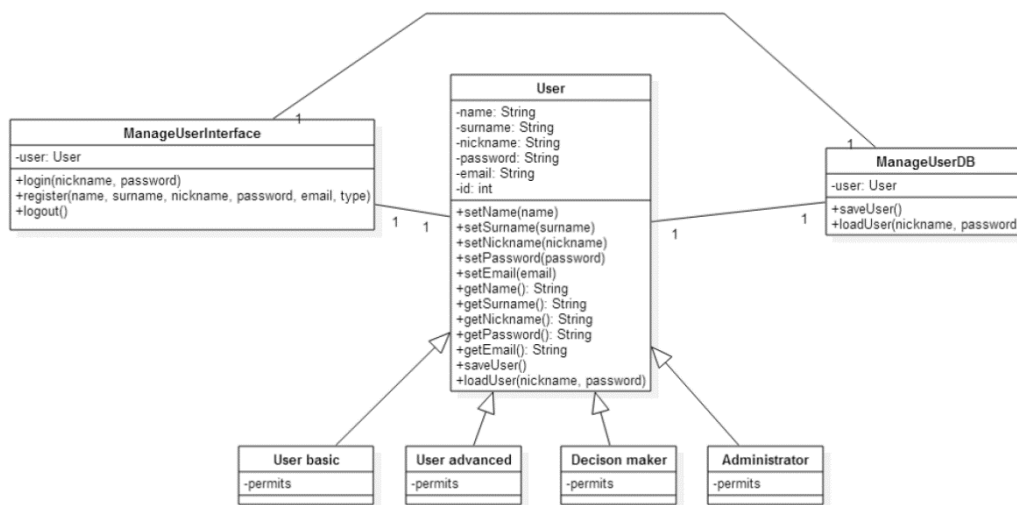 User
-name: String
-surname: String
-nickname: String
-password: String
-email: String
-id: int
+setName(name)
+setSurname(surname)
+setNickname(nickname)
+setPassword(password)
+setEmail(email)
+getName(): String
+getSurname(): String
+getNickname(): String
+getPassword(): String
+getEmail(): String
+saveUser()
+loadUser(nickname, password)
ManageUserInterface
-user: User
+login(nickname, password)
+register(name, surname, nickname, password, email, type)
+logout()
ManageUserDB
-user: User
+saveUser()
+loadUser(nickname, password
1
1
1
1
1
1
User basic
-permits
User advanced
-permits
Decison maker
-permits
Administrator
-permits